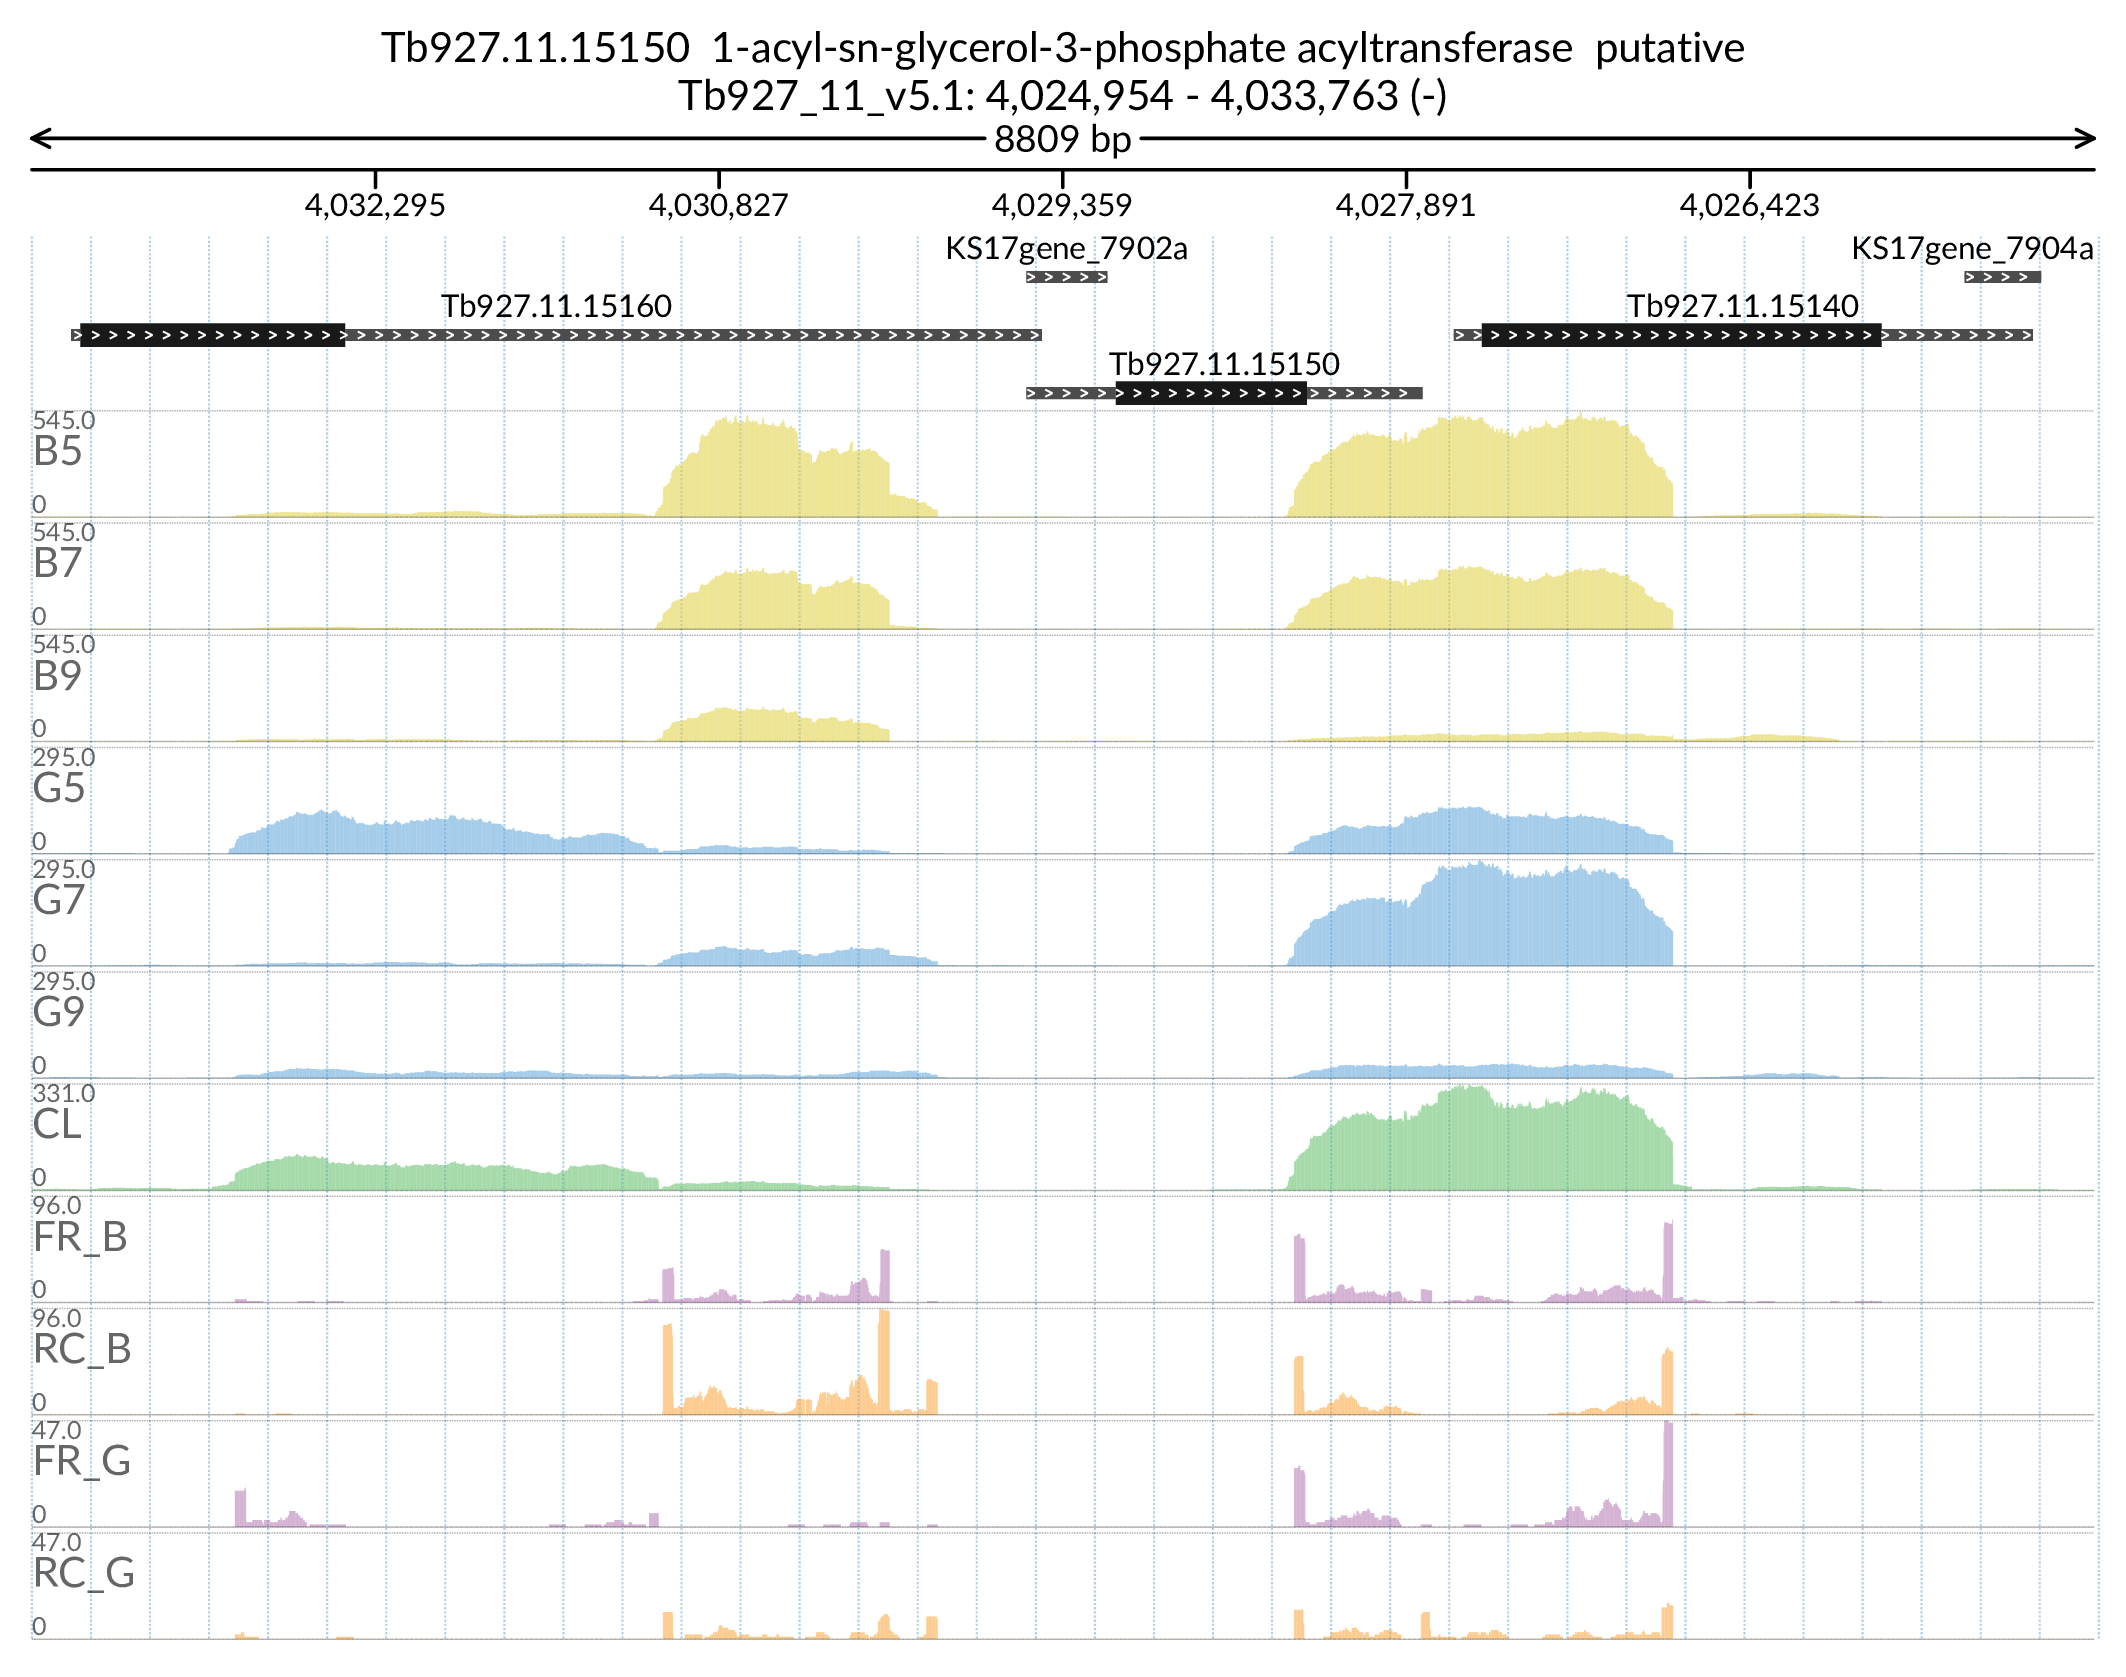 Tb927.11.15150  1-acyl-sn-glycerol-3-phosphate acyltransferase  putative
Tb927_11_v5.1: 4,024,954 - 4,033,763 (-)
8809 bp
4,032,295 4,030,827 4,029,359 4,027,891 4,026,423
KS17gene_7902a KS17gene_7904a
Tb927.11.15160 Tb927.11.15140
Tb927.11.15150
545.0
B5
0
545.0
B7
0
545.0
B9
0
295.0
G5
0
295.0
G7
0
295.0
G9
0
331.0
CL
0
96.0
FR_B
0
96.0
RC_B
0
47.0
FR_G
0
47.0
RC_G
0